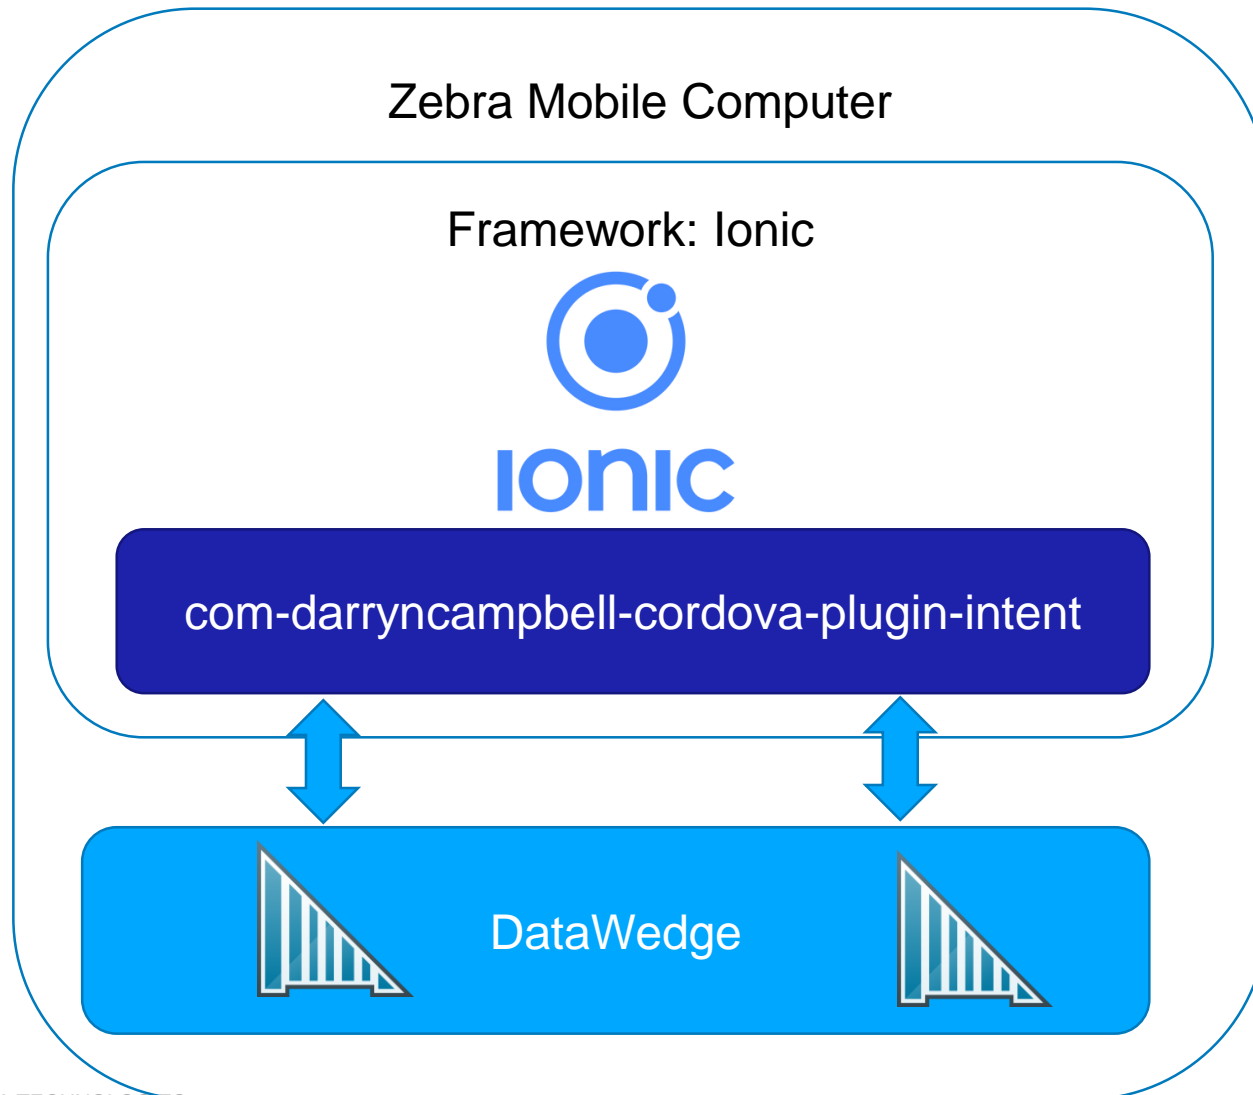 Zebra Mobile Computer
Framework: Ionic
IONIC
com-darryncampbell-cordova-plugin-intent
DataWedge